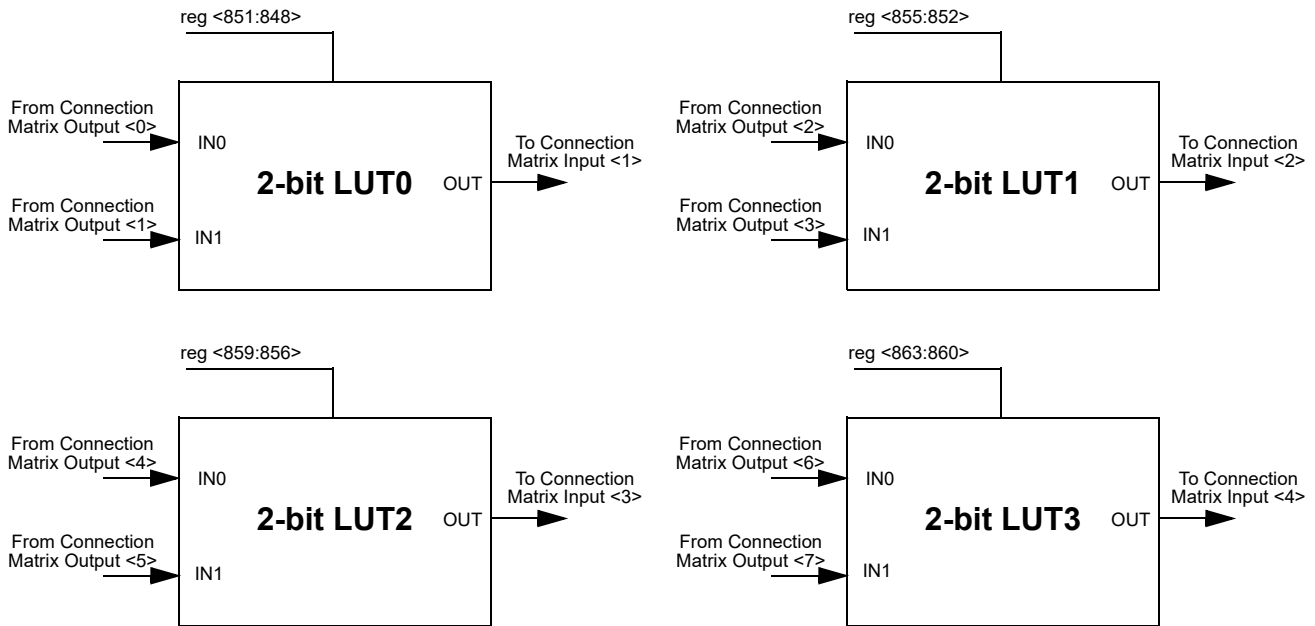 reg <851:848>
From Connection
Matrix Output <0>
IN0
2-bit LUT0
OUT
To Connection
Matrix Input <1>
From Connection
Matrix Output <1>
IN1
reg <855:852>
From Connection
Matrix Output <2>
IN0
2-bit LUT1
OUT
To Connection
Matrix Input <2>
From Connection
Matrix Output <3>
IN1
reg <859:856>
From Connection
Matrix Output <4>
IN0
2-bit LUT2
OUT
To Connection
Matrix Input <3>
From Connection
Matrix Output <5>
IN1
reg <863:860>
From Connection
Matrix Output <6>
IN0
2-bit LUT3
OUT
To Connection
Matrix Input <4>
From Connection
Matrix Output <7>
IN1